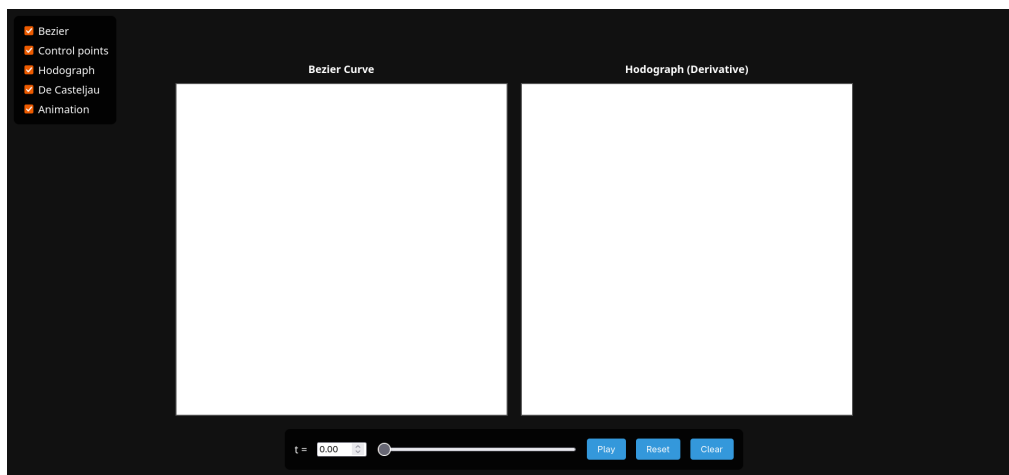 Bezier
Control points
Hodograph
De Casteljau
Animation
Bezier Curve
Hodograph (Derivative)
t = 0.00 Play Reset Clear